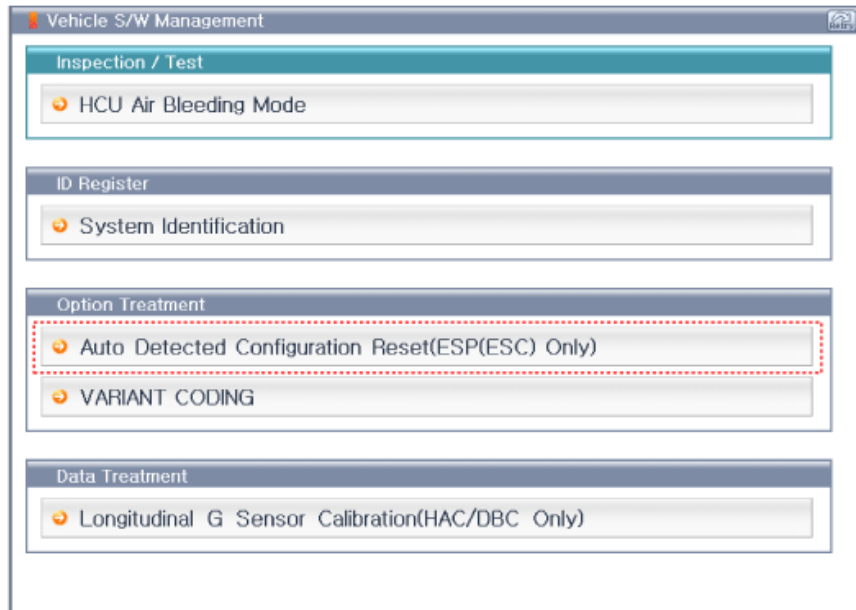 Vehicle S/W Management
Retry
Inspection / Test
HCU Air Bleeding Mode
ID Register
System Identification
Option Treatment
Auto Detected Configuration Reset(ESP(ESC) Only)
VARIANT CODING
Data Treatment
Longitudinal G Sensor Calibration(HAC/DBC Only)